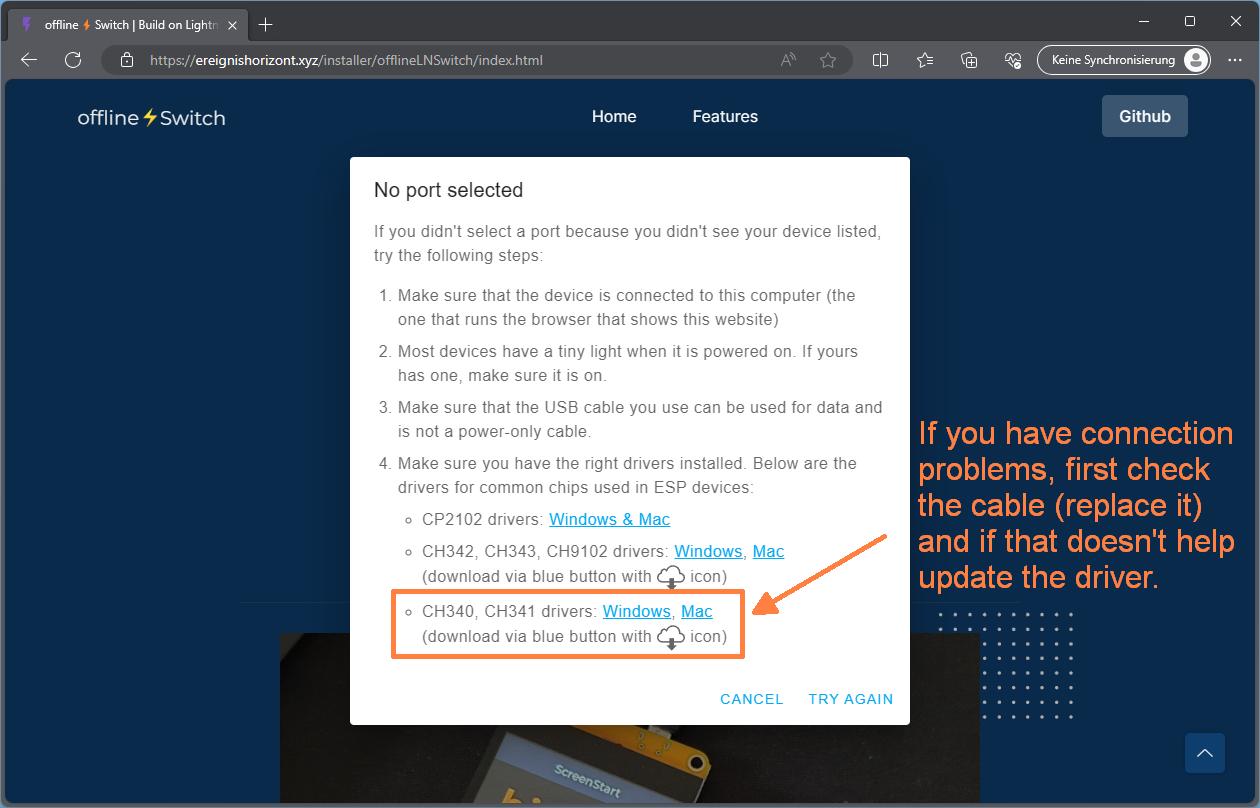 offline⚡Switch | Build on Lightn
https://ereignishorizont.xyz/installer/offlineLNSwitch/index.html
Keine Synchronisierung
offline⚡Switch
Home
Features
Github
No port selected
If you didn't select a port because you didn't see your device listed,
try the following steps:
1. Make sure that the device is connected to this computer (the
one that runs the browser that shows this website)
2. Most devices have a tiny light when it is powered on. If yours
has one, make sure it is on.
3. Make sure that the USB cable you use can be used for data and
is not a power-only cable.
4. Make sure you have the right drivers installed. Below are the
drivers for common chips used in ESP devices:
◦ CP2102 drivers: Windows & Mac
◦ CH342, CH343, CH9102 drivers: Windows, Mac
(download via blue button with icon)
◦ CH340, CH341 drivers: Windows, Mac
(download via blue button with icon)
CANCEL
TRY AGAIN
If you have connection
problems, first check
the cable (replace it)
and if that doesn't help
update the driver.
ScreenStart